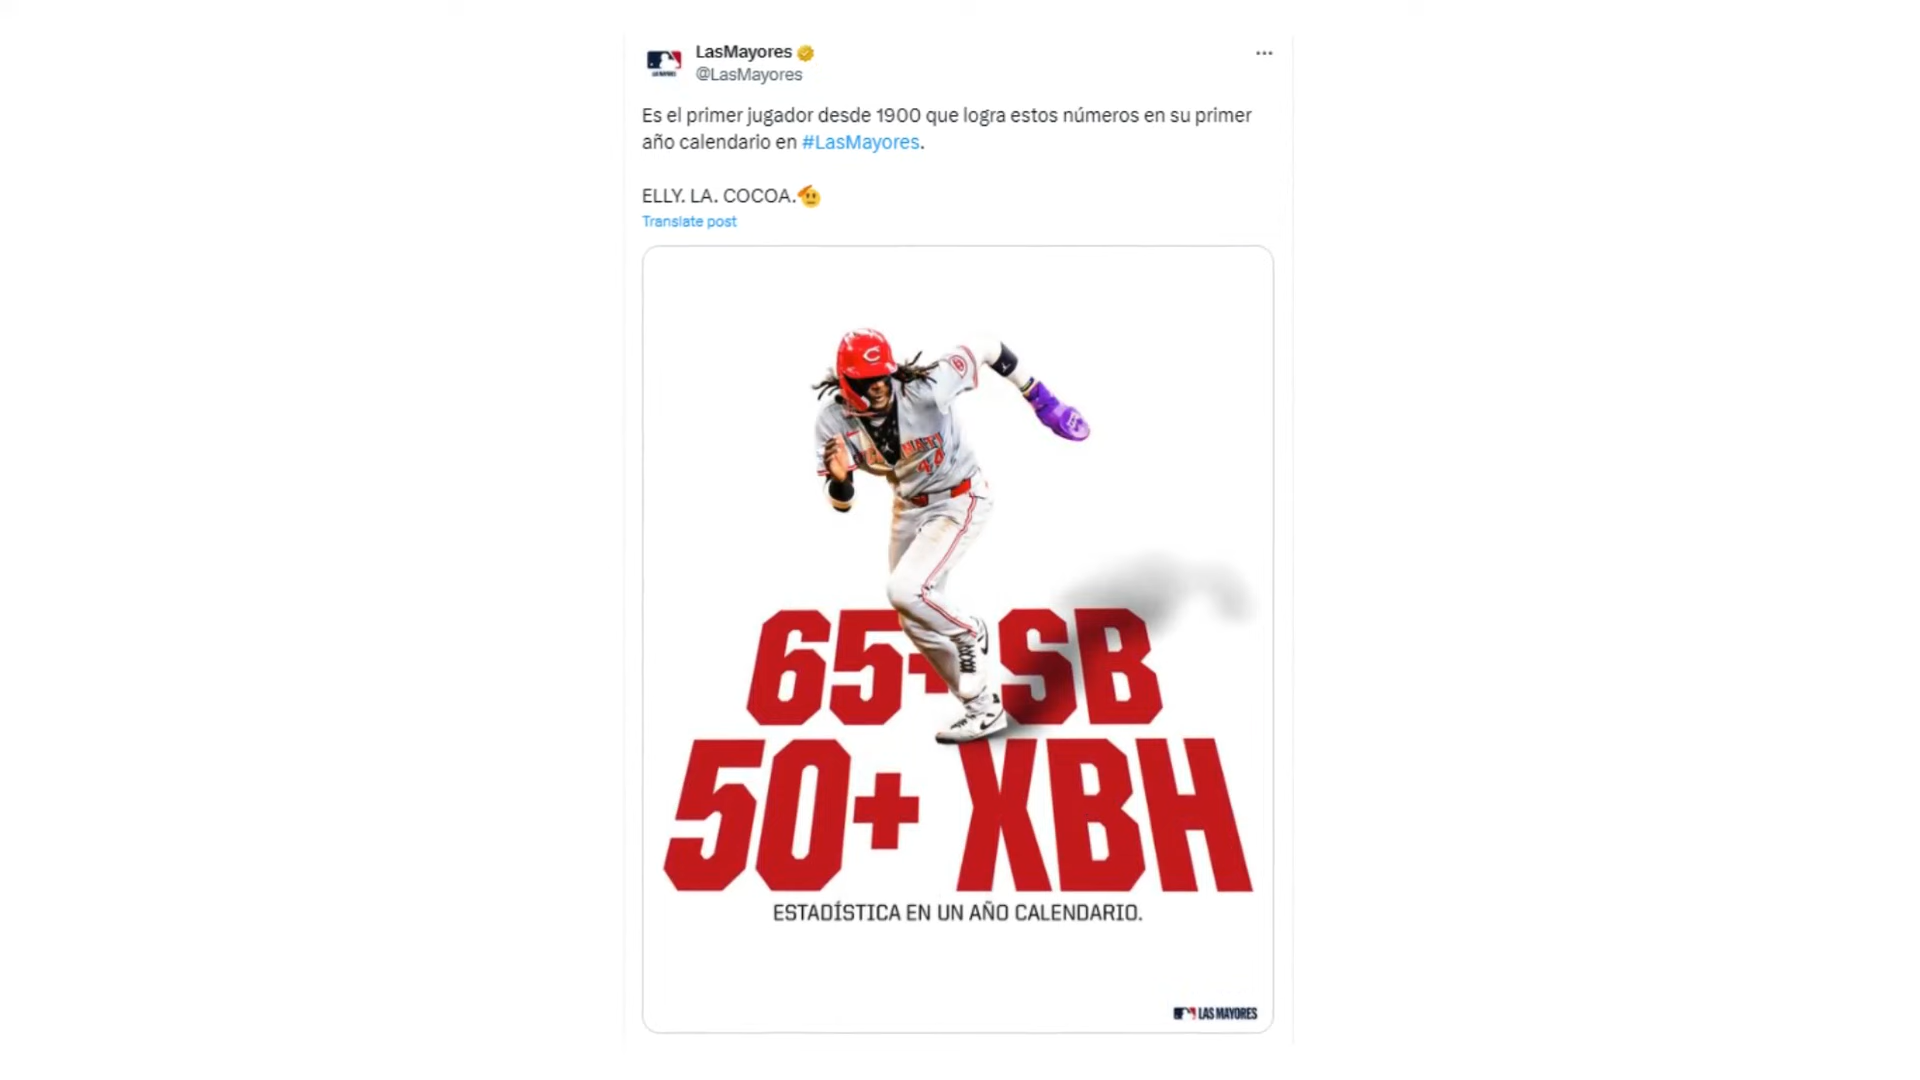 LasMayores
@LasMayores
Es el primer jugador desde 1900 que logra estos números en su primer
año calendario en #LasMayores.
ELLY. LA. COCOA.🫡
Translate post
C
44
65+ SB
50+ XBH
ESTADÍSTICA EN UN AÑO CALENDARIO.
LAS MAYORES